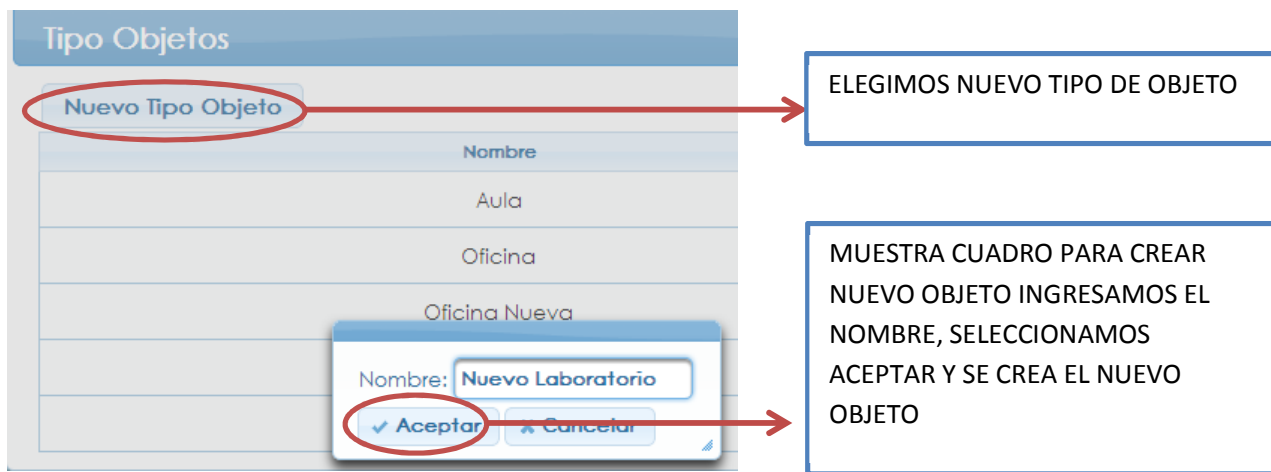 Tipo Objetos
Nuevo Tipo Objeto
Nombre
Aula
Oficina
Oficina Nueva
Nombre: Nuevo Laboratorio
Aceptar Cancelar
ELEGIMOS NUEVO TIPO DE OBJETO
MUESTRA CUADRO PARA CREAR
NUEVO OBJETO INGRESAMOS EL
NOMBRE, SELECCIONAMOS
ACEPTAR Y SE CREA EL NUEVO
OBJETO